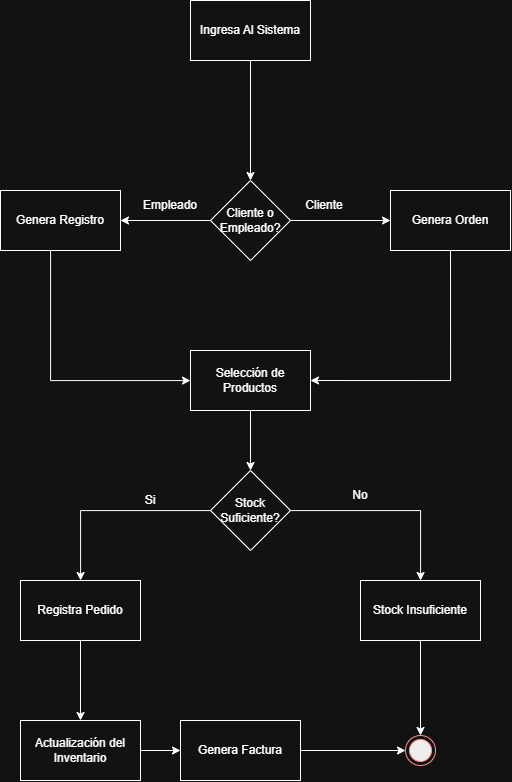 Ingresa Al Sistema
Empleado
Cliente
Genera Registro
Cliente o
Empleado?
Genera Orden
Selección de
Productos
Si
No
Stock
Suficiente?
Registra Pedido
Stock Insuficiente
Actualización del
Inventario
Genera Factura